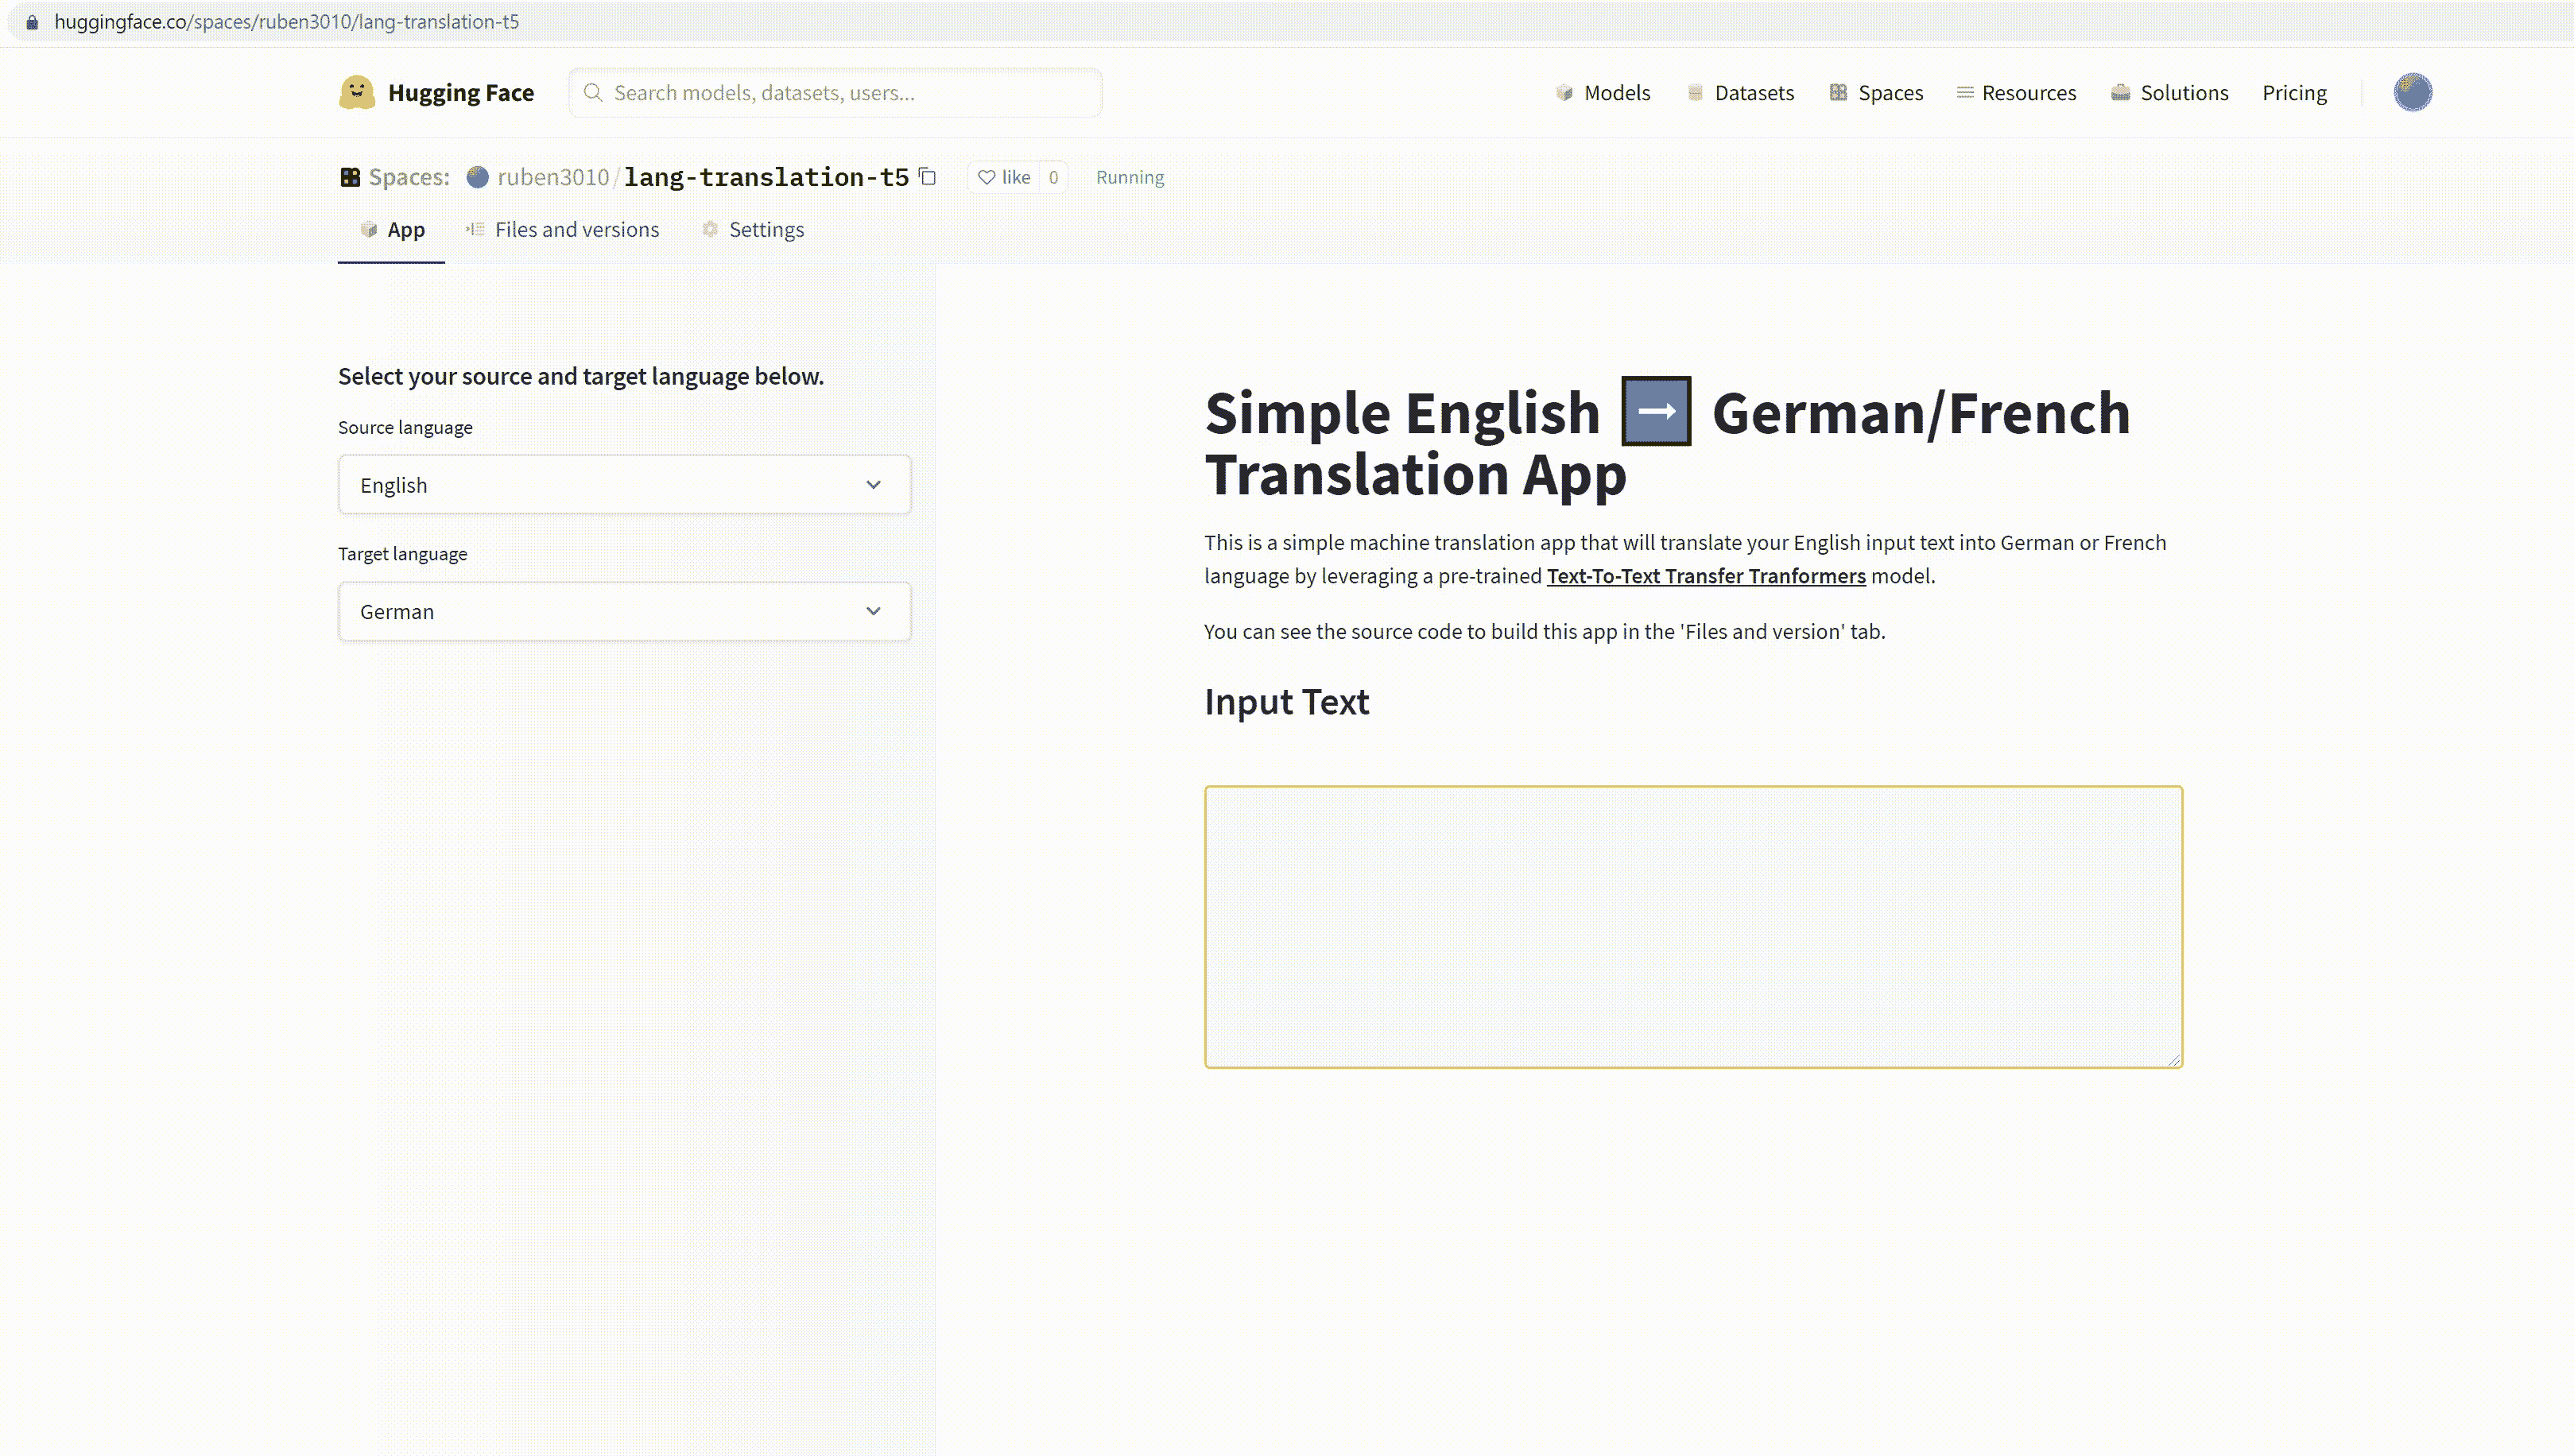 huggingface.co/spaces/ruben3010/lang-translation-t5
Hugging Face
Search models, datasets, users...
Models
Datasets
Spaces
Resources
Solutions
Pricing
Spaces: ruben3010/lang-translation-t5
like 0
Running
App
Files and versions
Settings
Select your source and target language below.
Source language
English
Target language
German
Simple English ➡ German/French
Translation App
This is a simple machine translation app that will translate your English input text into German or French
language by leveraging a pre-trained Text-To-Text Transfer Tranformers model.
You can see the source code to build this app in the 'Files and version' tab.
Input Text